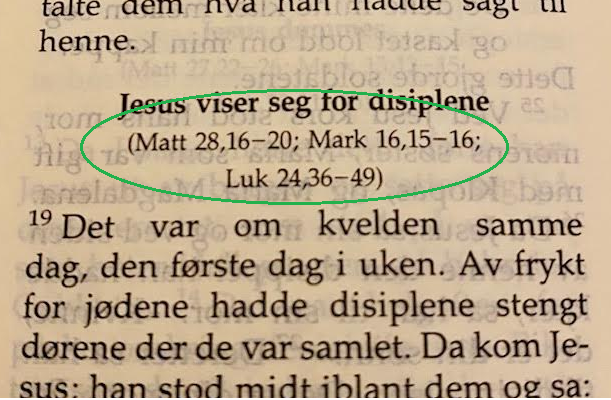 talte dem hva han hadde sagt til
henne.
Jesus viser seg for disiplene
(Matt 28,16–20; Mark 16,15–16;
Luk 24,36–49)
19 Det var om kvelden samme
dag, den første dag i uken. Av frykt
for jødene hadde disiplene stengt
dørene der de var samlet. Da kom Je-
sus; han stod midt iblant dem og sa: